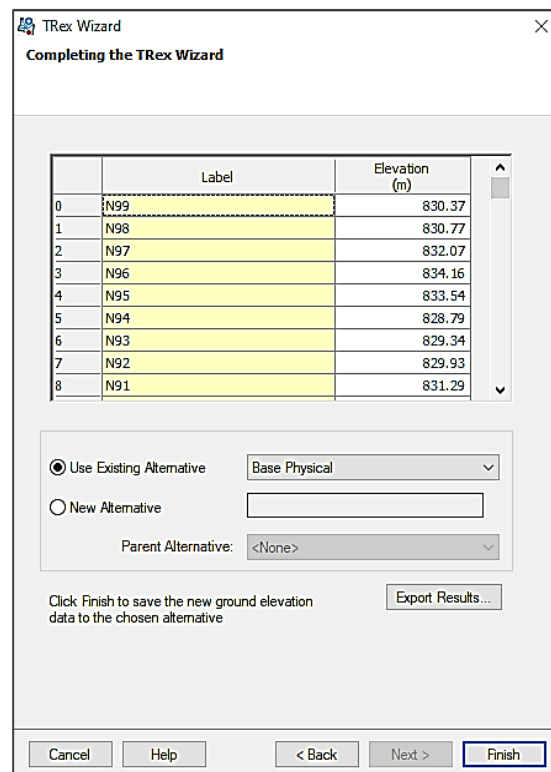 TRex Wizard
Completing the TRex Wizard
Label Elevation (m)
0 N99 830.37
1 N98 830.77
2 N97 832.07
3 N96 834.16
4 N95 833.54
5 N94 828.79
6 N93 829.34
7 N92 829.93
8 N91 831.29
Use Existing Alternative Base Physical
New Alternative
Parent Alternative: <None>
Click Finish to save the new ground elevation
data to the chosen alternative
Export Results...
Cancel Help < Back Next > Finish